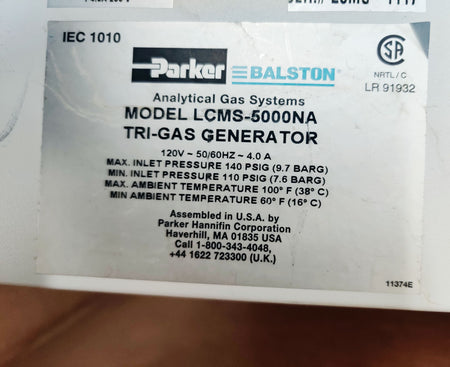 IEC 1010
Parker BALSTON
CSA
NRTL/C
LR 91932
Analytical Gas Systems
MODEL LCMS-5000NA
TRI-GAS GENERATOR
120V ~ 50/60HZ ~ 4.0 A
MAX. INLET PRESSURE 140 PSIG (9.7 BARG)
MIN. INLET PRESSURE 110 PSIG (7.6 BARG)
MAX. AMBIENT TEMPERATURE 100° F (38° C)
MIN AMBIENT TEMPERATURE 60° F (16° C)
Assembled in U.S.A. by
Parker Hannifin Corporation
Haverhill, MA 01835 USA
Call 1-800-343-4048,
+44 1622 723300 (U.K.)
11374E